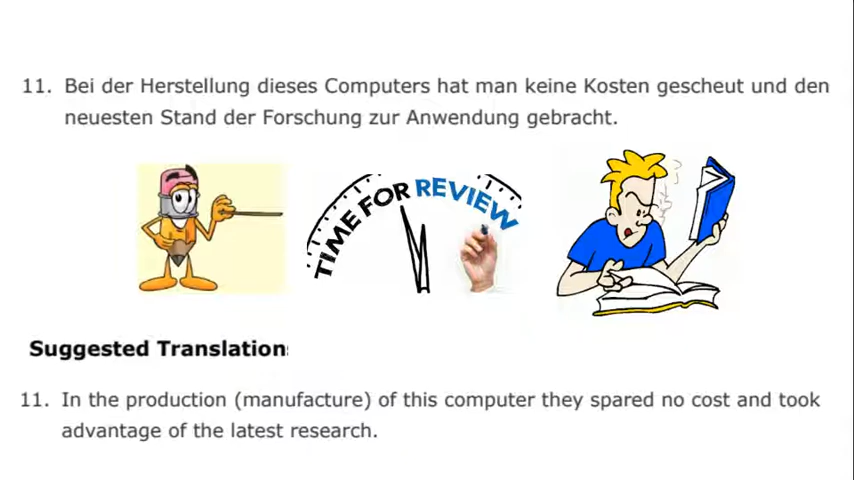 11. Bei der Herstellung dieses Computers hat man keine Kosten gescheut und den
neuesten Stand der Forschung zur Anwendung gebracht.
TIME FOR REVIEW
Suggested Translation:
11. In the production (manufacture) of this computer they spared no cost and took
advantage of the latest research.